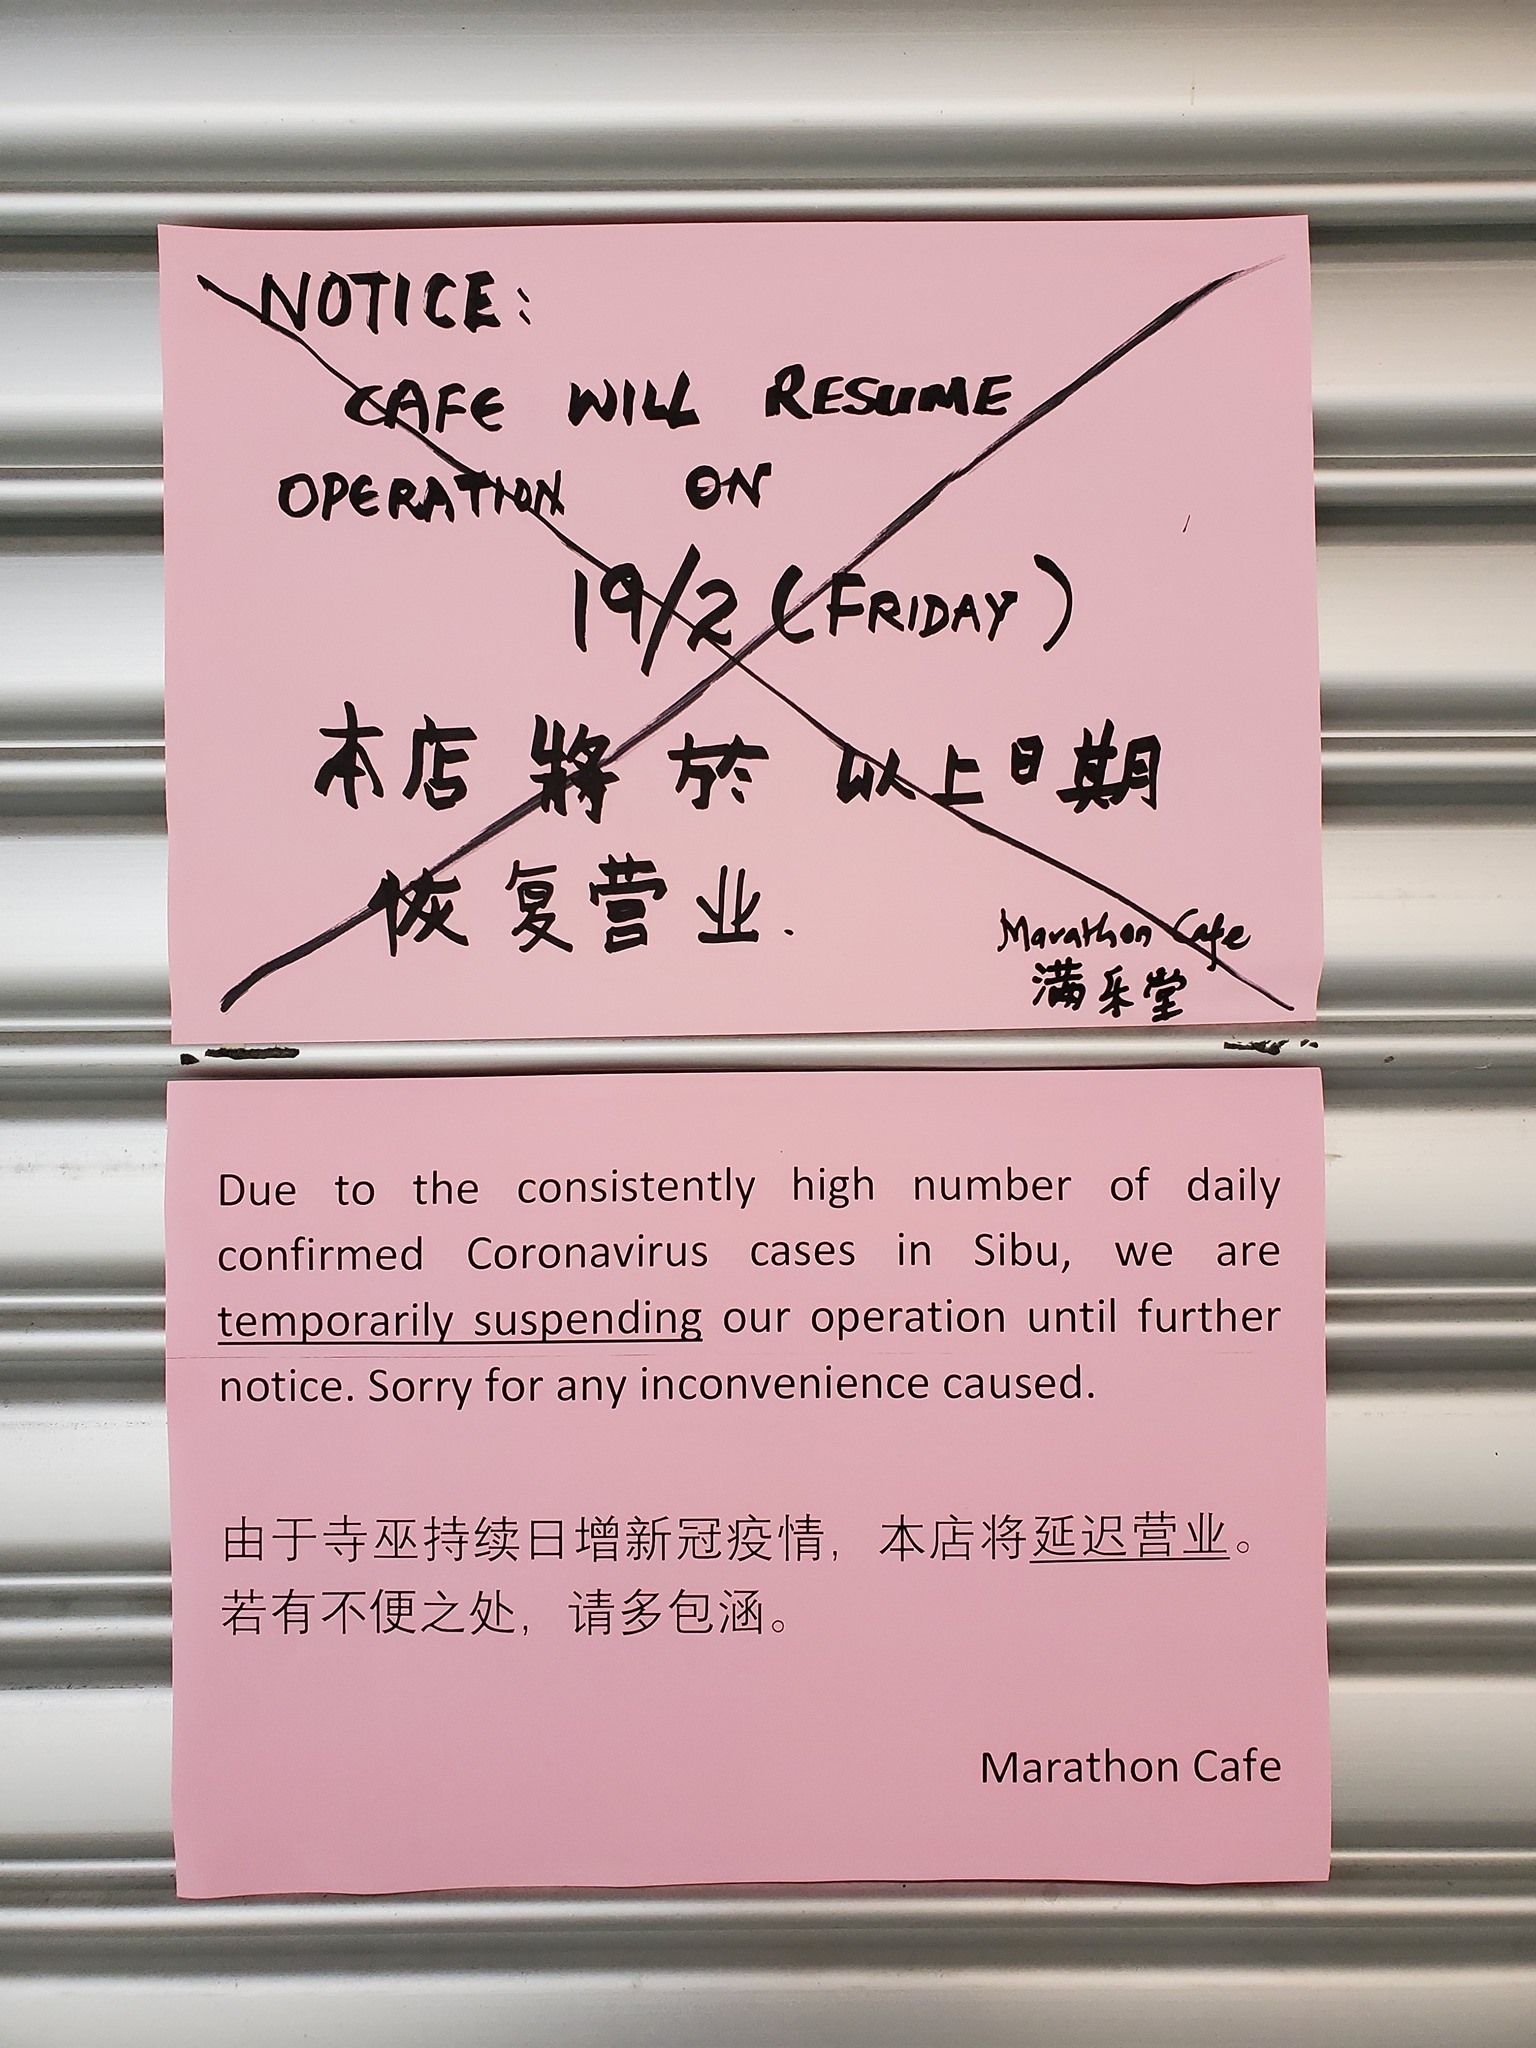 NOTICE:
CAFE WILL RESUME
OPERATION ON
19/2 (FRIDAY)
本店 將 於 以上日期
恢复营业.
Marathon Cafe
满乐堂
Due to the consistently high number of daily
confirmed Coronavirus cases in Sibu, we are
temporarily suspending our operation until further
notice. Sorry for any inconvenience caused.
由于寺巫持续日增新冠疫情，本店将延迟营业。
若有不便之处，请多包涵。
Marathon Cafe